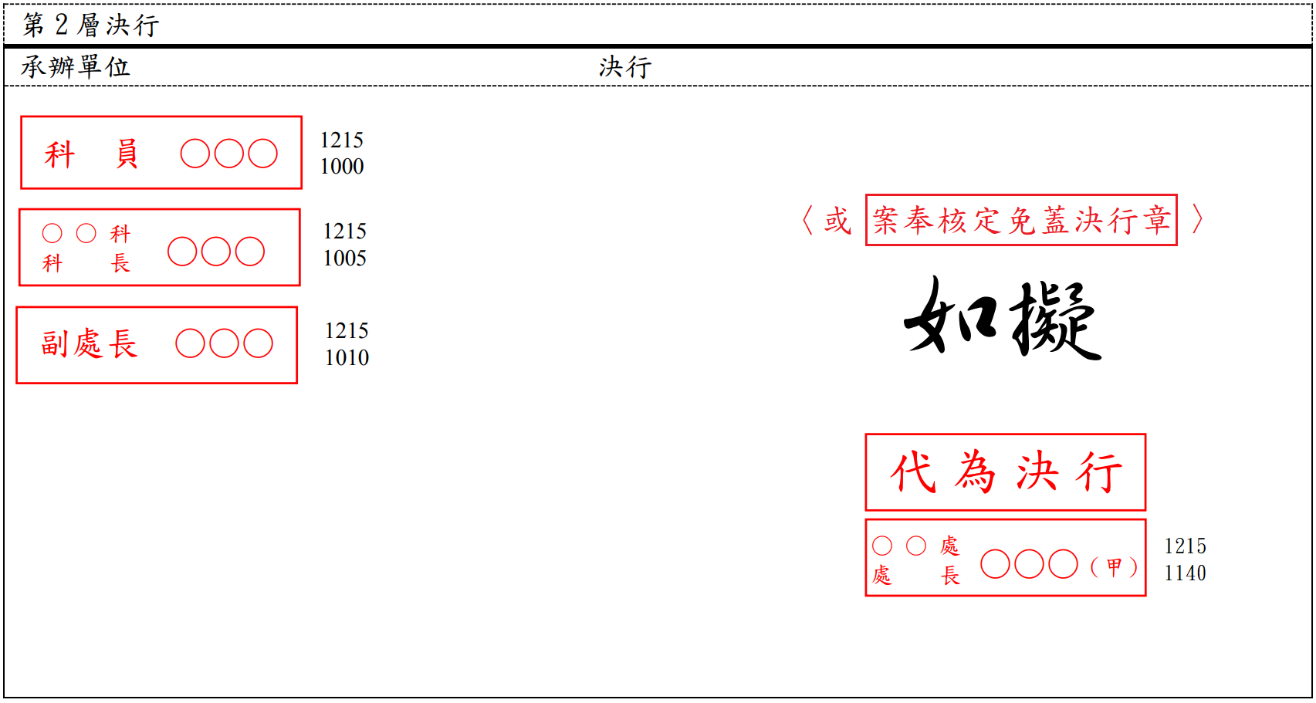 第2層決行
承辦單位 決行
科 員 ○○○ 1215
1000
○○科
科 長 ○○○ 1215
1005
副處長 ○○○ 1215
1010
〈或 案奉核定免蓋決行章 〉
如擬
代為決行
○○處
處 長 ○○○(甲) 1215
1140